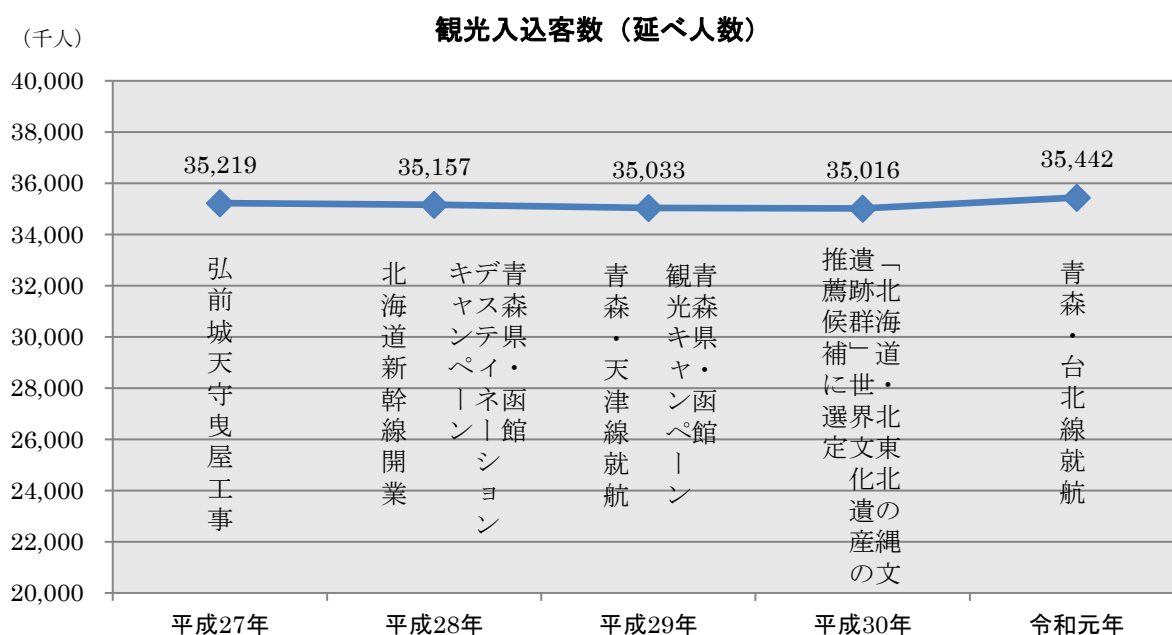 観光入込客数（延べ人数）
（千人）
40,000
38,000
36,000
34,000
32,000
30,000
28,000
26,000
24,000
22,000
20,000
35,219
35,157
35,033
35,016
35,442
弘前城天守曳屋工事
北海道新幹線開業
青森県・函館
デスティネーション
キャンペーン
青森・天津線就航
青森県・函館
観光キャンペーン
「北海道・北東北の縄文
遺跡群」世界文化遺産の
推薦候補に選定
青森・台北線就航
平成27年
平成28年
平成29年
平成30年
令和元年